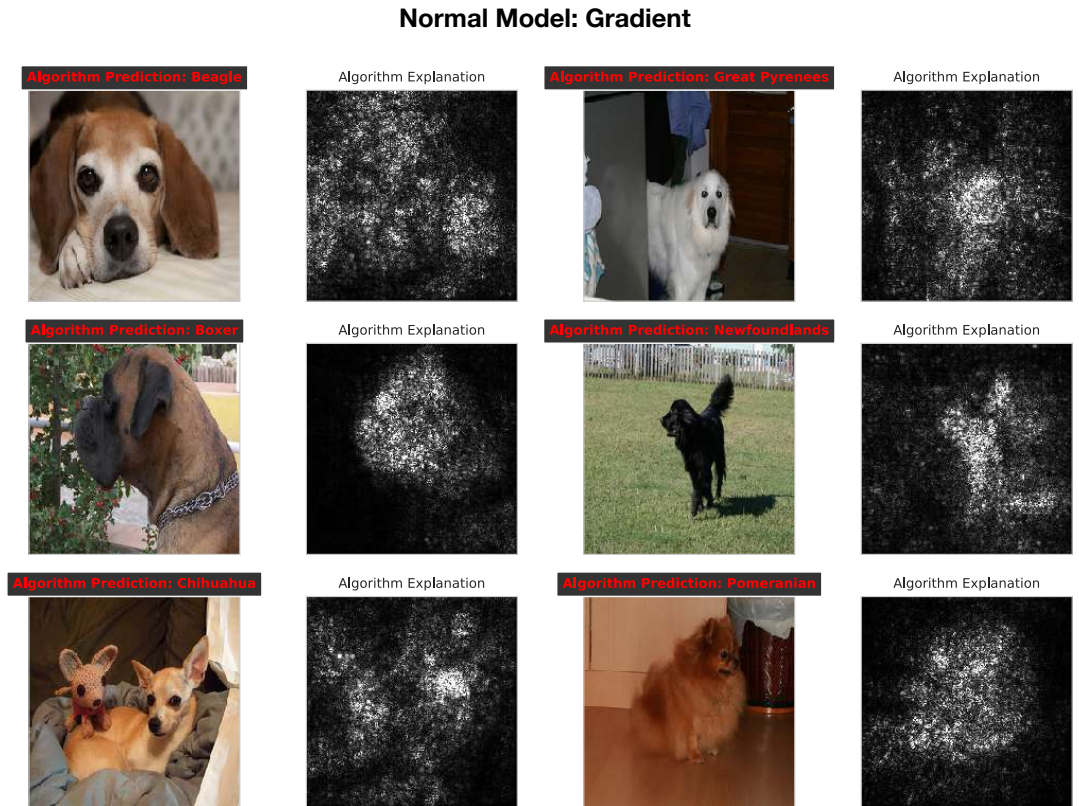 Normal Model: Gradient
Algorithm Prediction: Beagle
Algorithm Explanation
Algorithm Prediction: Great Pyrenees
Algorithm Explanation
Algorithm Prediction: Boxer
Algorithm Explanation
Algorithm Prediction: Newfoundlands
Algorithm Explanation
Algorithm Prediction: Chihuahua
Algorithm Explanation
Algorithm Prediction: Pomeranian
Algorithm Explanation